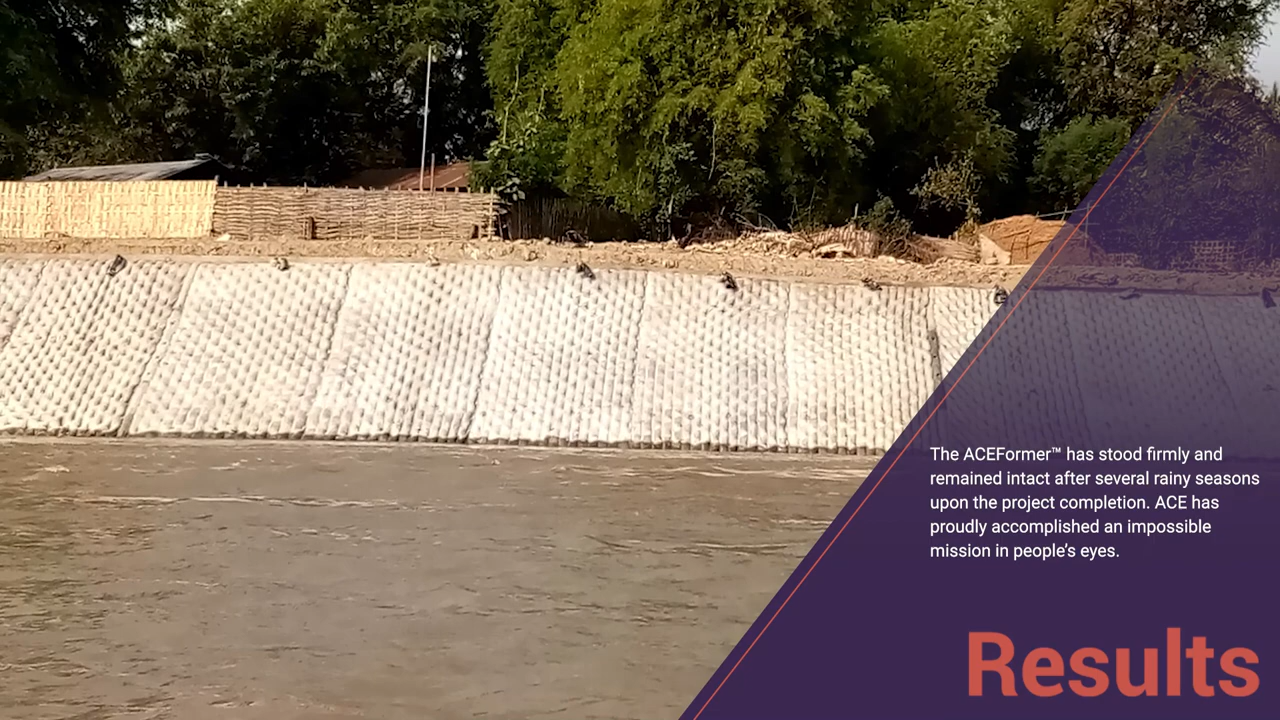 The ACEFormer™ has stood firmly and
remained intact after several rainy seasons
upon the project completion. ACE has
proudly accomplished an impossible
mission in people’s eyes.
Results